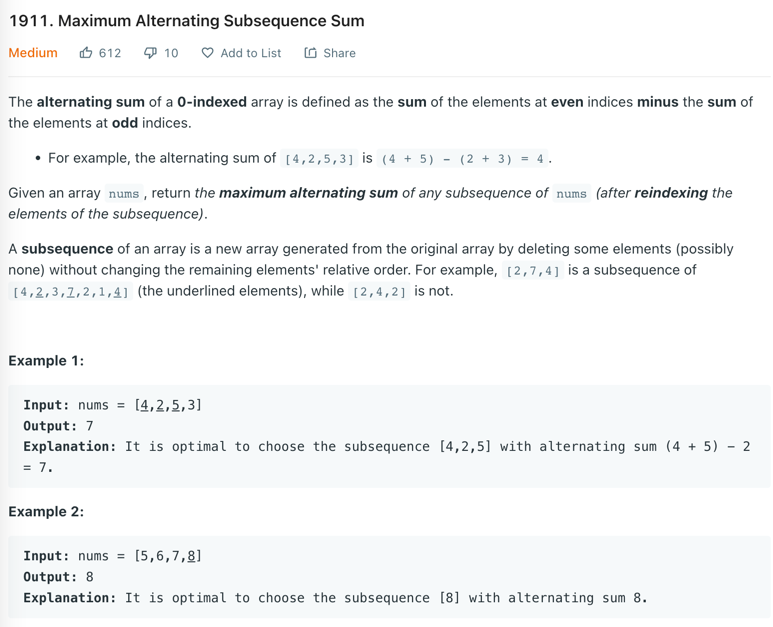 1911. Maximum Alternating Subsequence Sum
Medium 612 10 Add to List Share
The alternating sum of a 0-indexed array is defined as the sum of the elements at even indices minus the sum of
the elements at odd indices.
• For example, the alternating sum of [4,2,5,3] is (4 + 5) - (2 + 3) = 4.
Given an array nums, return the maximum alternating sum of any subsequence of nums (after reindexing the
elements of the subsequence).
A subsequence of an array is a new array generated from the original array by deleting some elements (possibly
none) without changing the remaining elements' relative order. For example, [2,7,4] is a subsequence of
[4,2,3,7,2,1,4] (the underlined elements), while [2,4,2] is not.
Example 1:
Input: nums = [4,2,5,3]
Output: 7
Explanation: It is optimal to choose the subsequence [4,2,5] with alternating sum (4 + 5) - 2
= 7.
Example 2:
Input: nums = [5,6,7,8]
Output: 8
Explanation: It is optimal to choose the subsequence [8] with alternating sum 8.